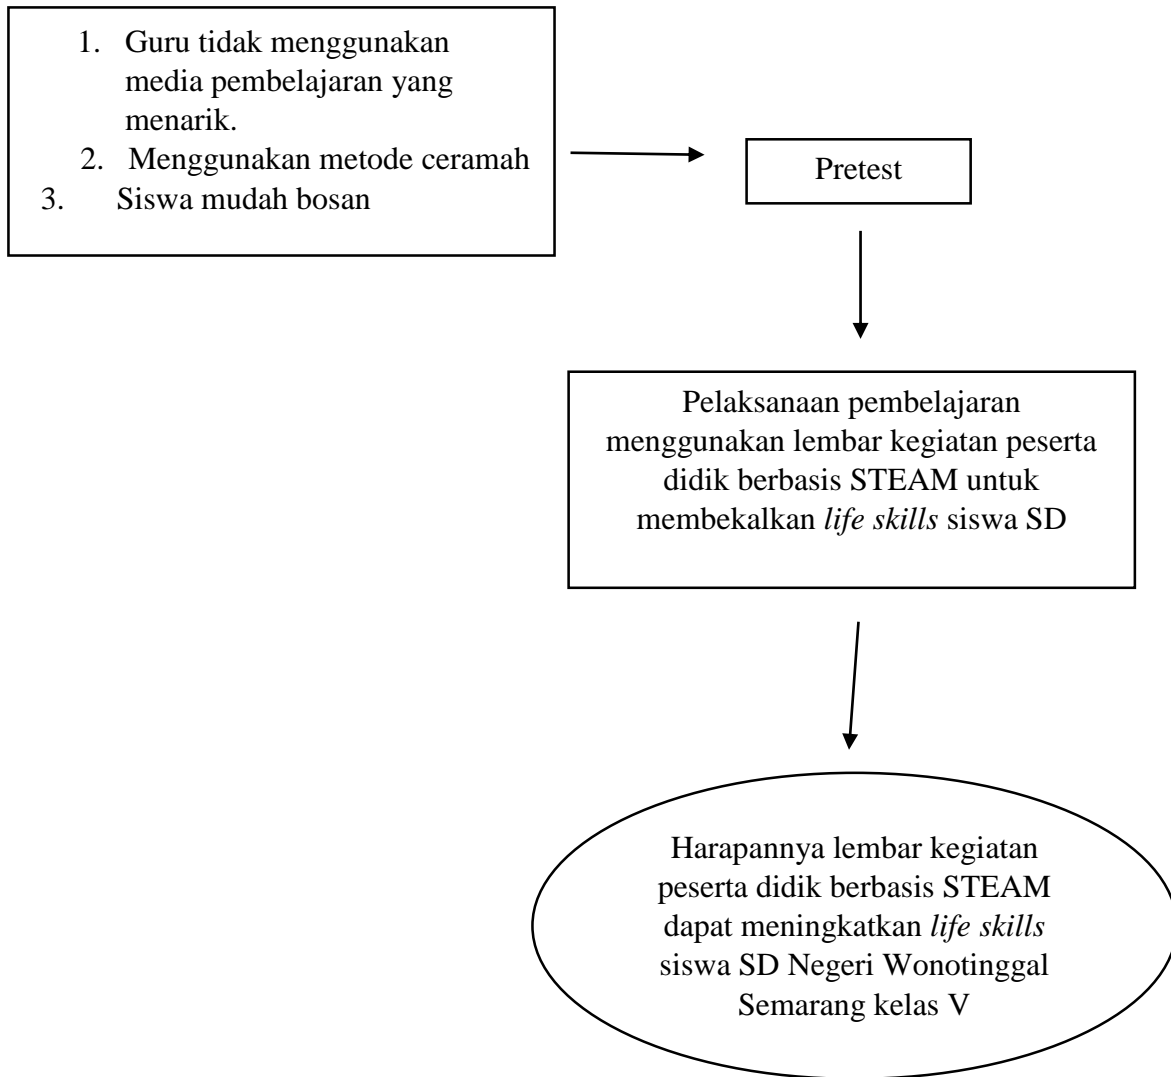 1. Guru tidak menggunakan
media pembelajaran yang
menarik.
2. Menggunakan metode ceramah
3. Siswa mudah bosan
Pretest
Pelaksanaan pembelajaran
menggunakan lembar kegiatan peserta
didik berbasis STEAM untuk
membekalkan life skills siswa SD
Harapannya lembar kegiatan
peserta didik berbasis STEAM
dapat meningkatkan life skills
siswa SD Negeri Wonotinggal
Semarang kelas V